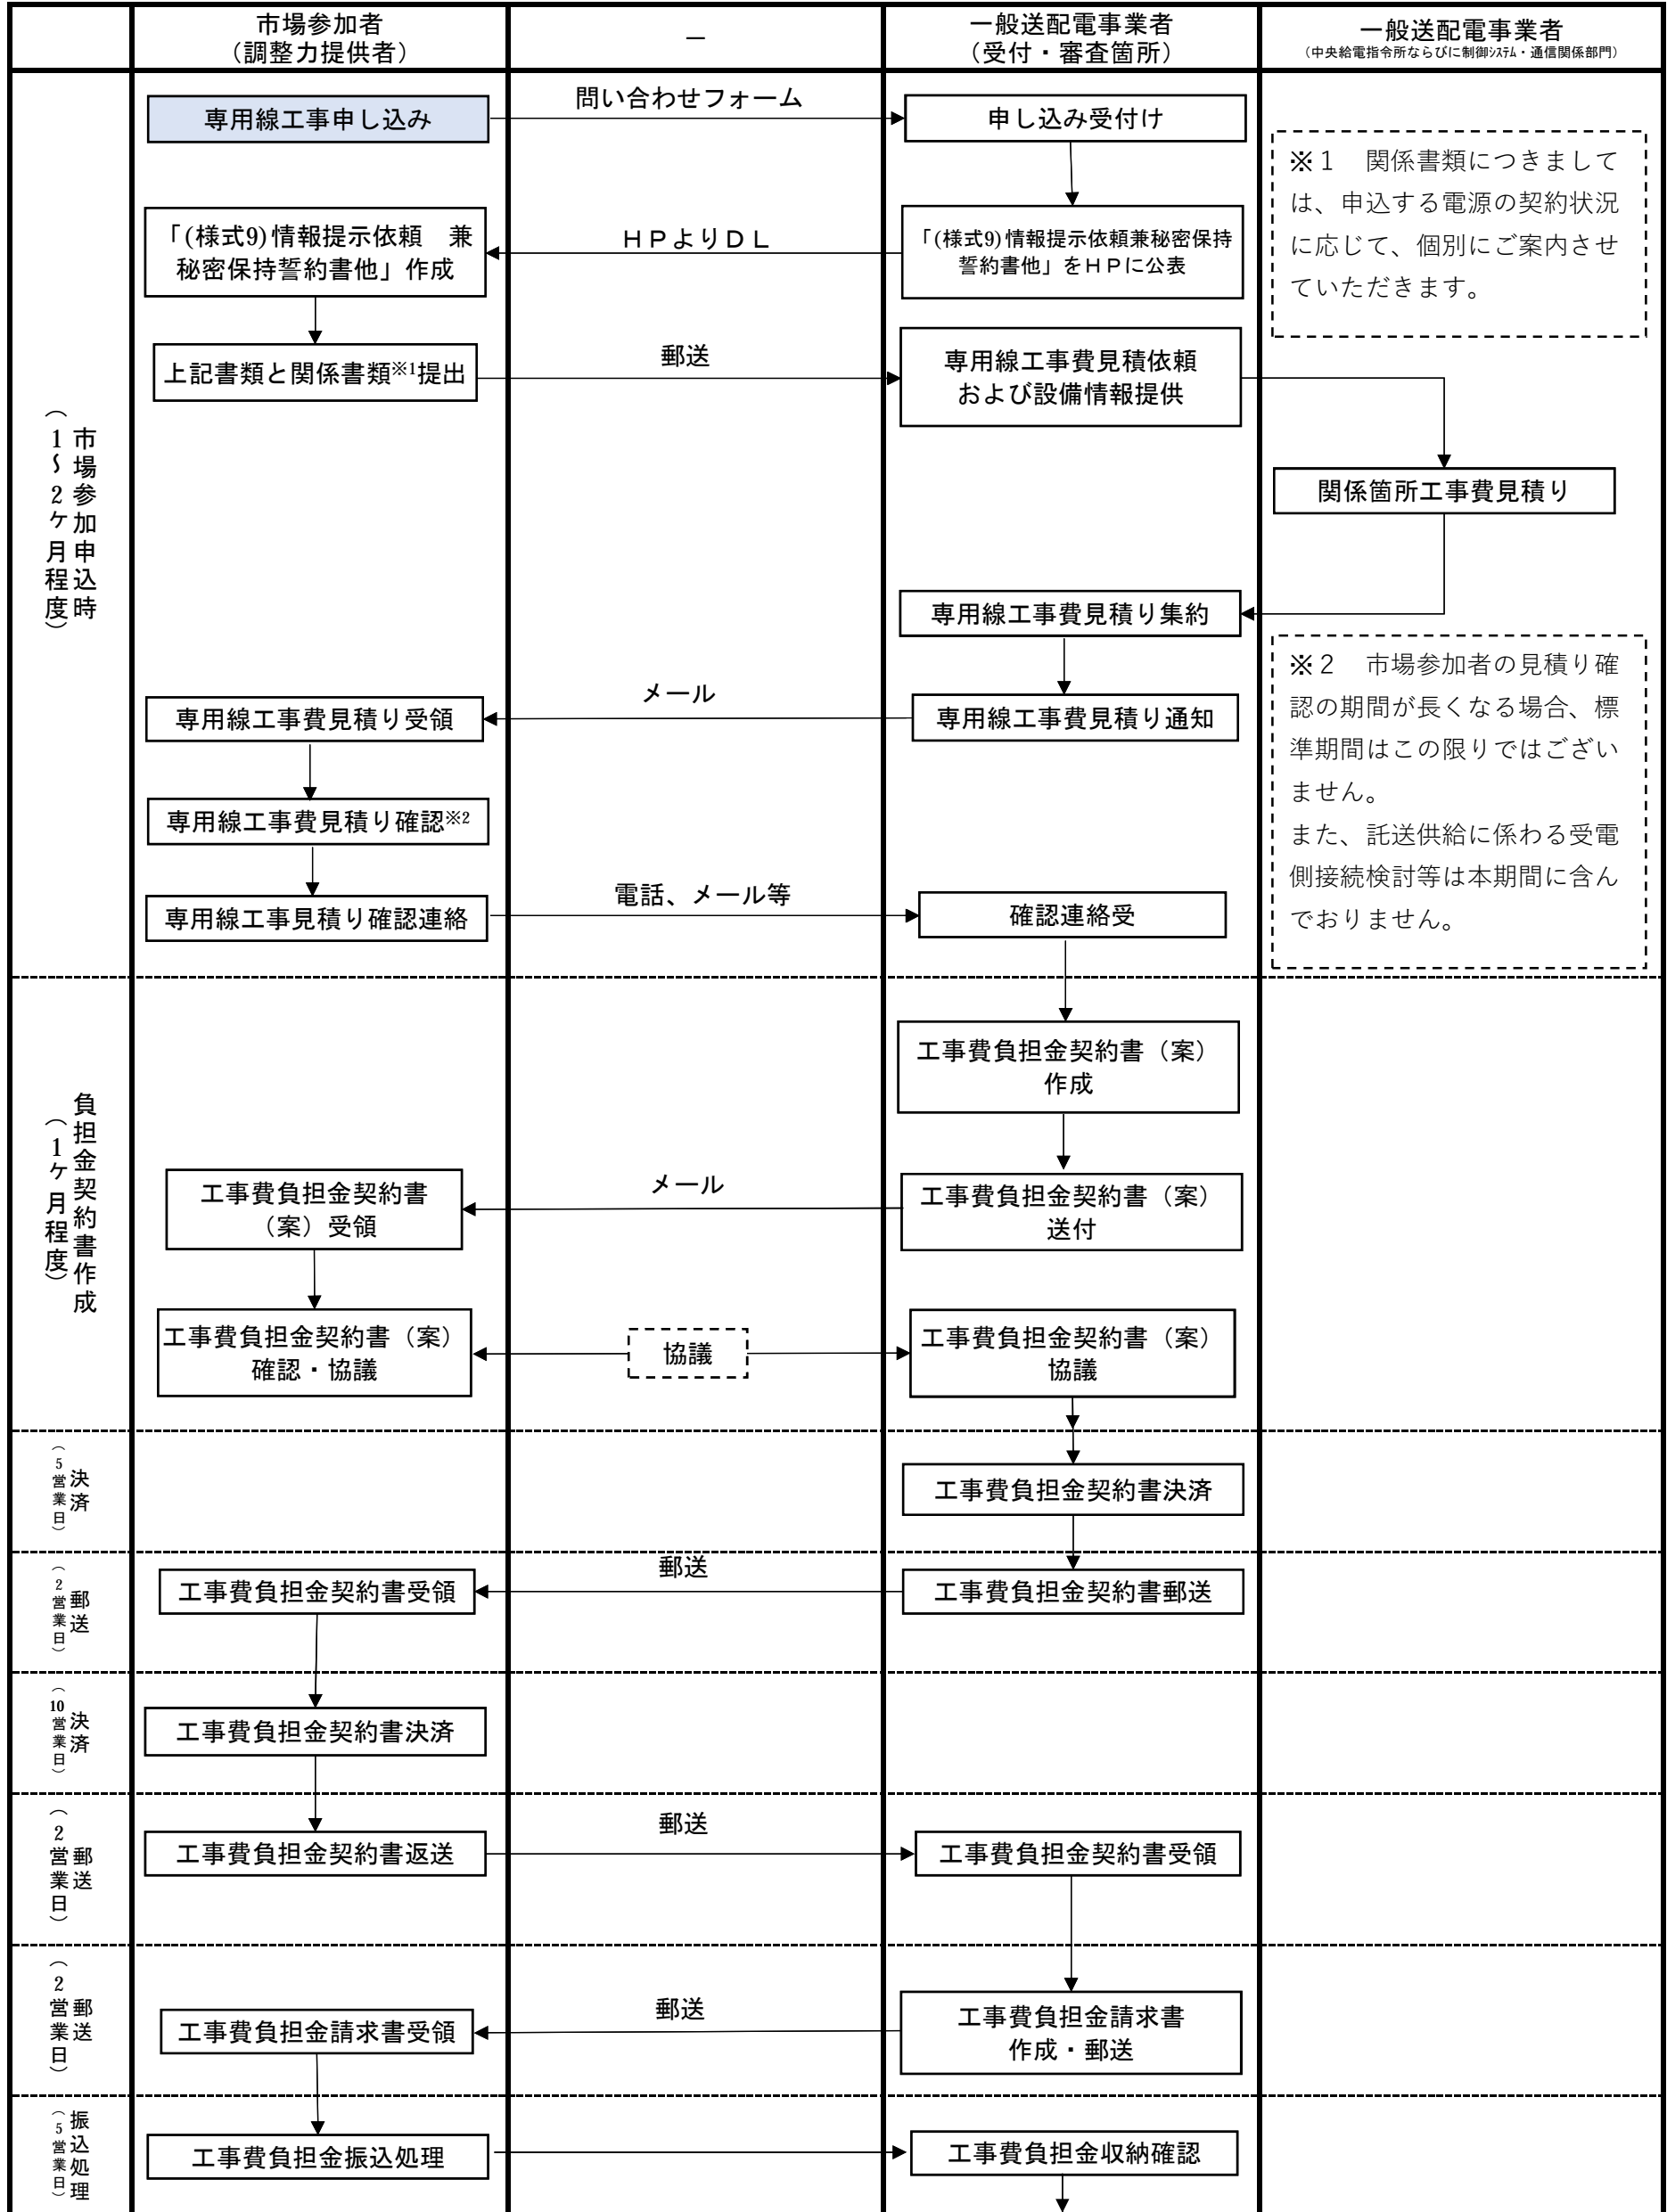 市場参加者
（調整力提供者）
－
一般送配電事業者
（受付・審査箇所）
一般送配電事業者
（中央給電指令所ならびに制御ｼｽﾃﾑ・通信関係部門）
市場参加申込時
（1～2ケ月程度）
専用線工事申し込み
問い合わせフォーム
申し込み受付け
※１　関係書類につきまして
は、申込する電源の契約状況
に応じて、個別にご案内させ
ていただきます。
「(様式9)情報提示依頼　兼
秘密保持誓約書他」作成
ＨＰよりＤＬ
「(様式9)情報提示依頼兼秘密保持
誓約書他」をＨＰに公表
上記書類と関係書類※1提出
郵送
専用線工事費見積依頼
および設備情報提供
関係箇所工事費見積り
専用線工事費見積り集約
※２　市場参加者の見積り確
認の期間が長くなる場合、標
準期間はこの限りではござい
ません。
また、託送供給に係わる受電
側接続検討等は本期間に含ん
でおりません。
専用線工事費見積り受領
メール
専用線工事費見積り通知
専用線工事費見積り確認※2
専用線工事見積り確認連絡
電話、メール等
確認連絡受
負担金契約書作成
（1ケ月程度）
工事費負担金契約書（案）
作成
工事費負担金契約書
（案）受領
メール
工事費負担金契約書（案）
送付
工事費負担金契約書（案）
確認・協議
協議
工事費負担金契約書（案）
協議
決済
（5営業日）
工事費負担金契約書決済
郵送
（2営業日）
工事費負担金契約書受領
郵送
工事費負担金契約書郵送
決済
（10営業日）
工事費負担金契約書決済
郵送
（2営業日）
工事費負担金契約書返送
郵送
工事費負担金契約書受領
郵送
（2営業日）
工事費負担金請求書受領
郵送
工事費負担金請求書
作成・郵送
振込処理
（5営業日）
工事費負担金振込処理
工事費負担金収納確認